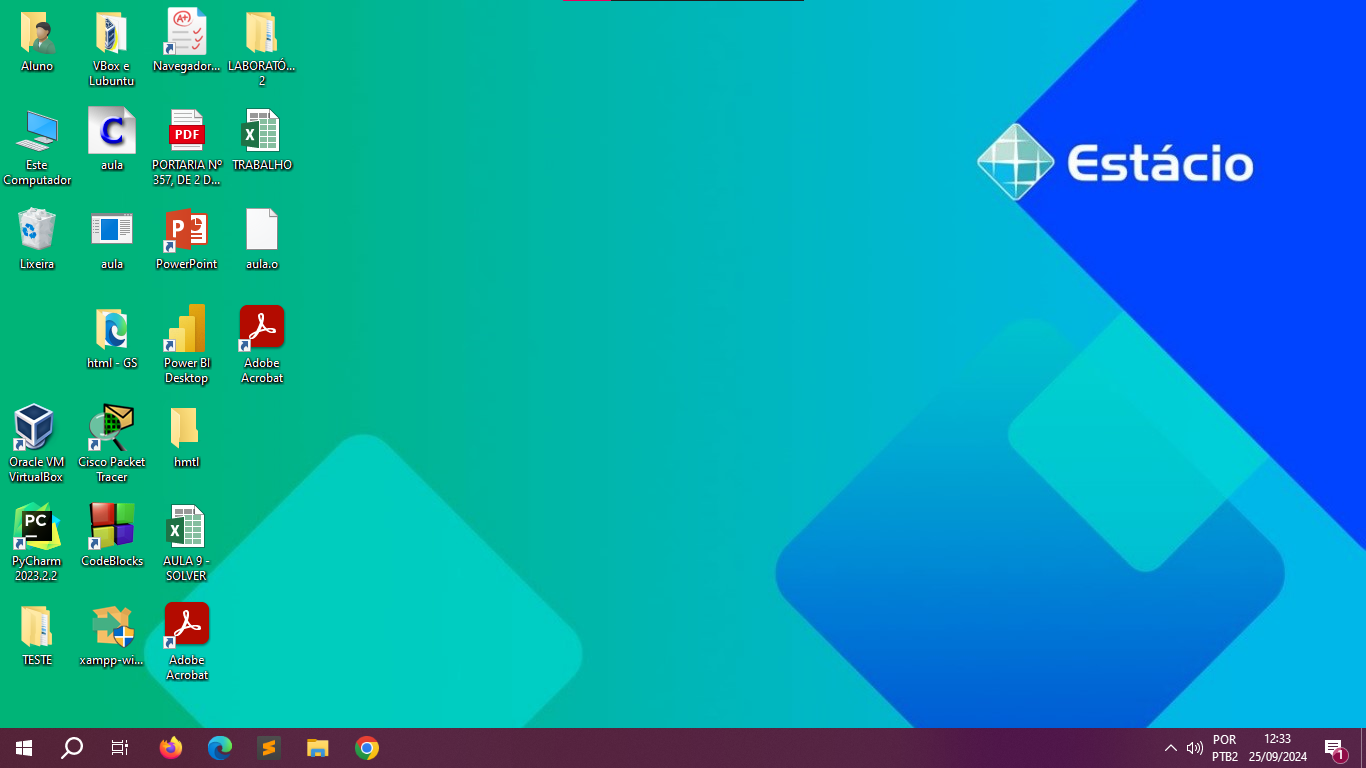 Aluno
VBox e
Lubuntu
A+
Navegador...
LABORATÓ...
2
Este
Computador
C
aula
PDF
PORTARIA Nº
357, DE 2 D...
X
TRABALHO
Estácio
Lixeira
aula
P
PowerPoint
aula.o
html - GS
Power BI
Desktop
Adobe
Acrobat
Oracle VM
VirtualBox
Cisco Packet
Tracer
hmtl
PC
PyCharm
2023.2.2
CodeBlocks
X
AULA 9 -
SOLVER
TESTE
xampp-wi...
Adobe
Acrobat
POR
PTB2
12:33
25/09/2024
1